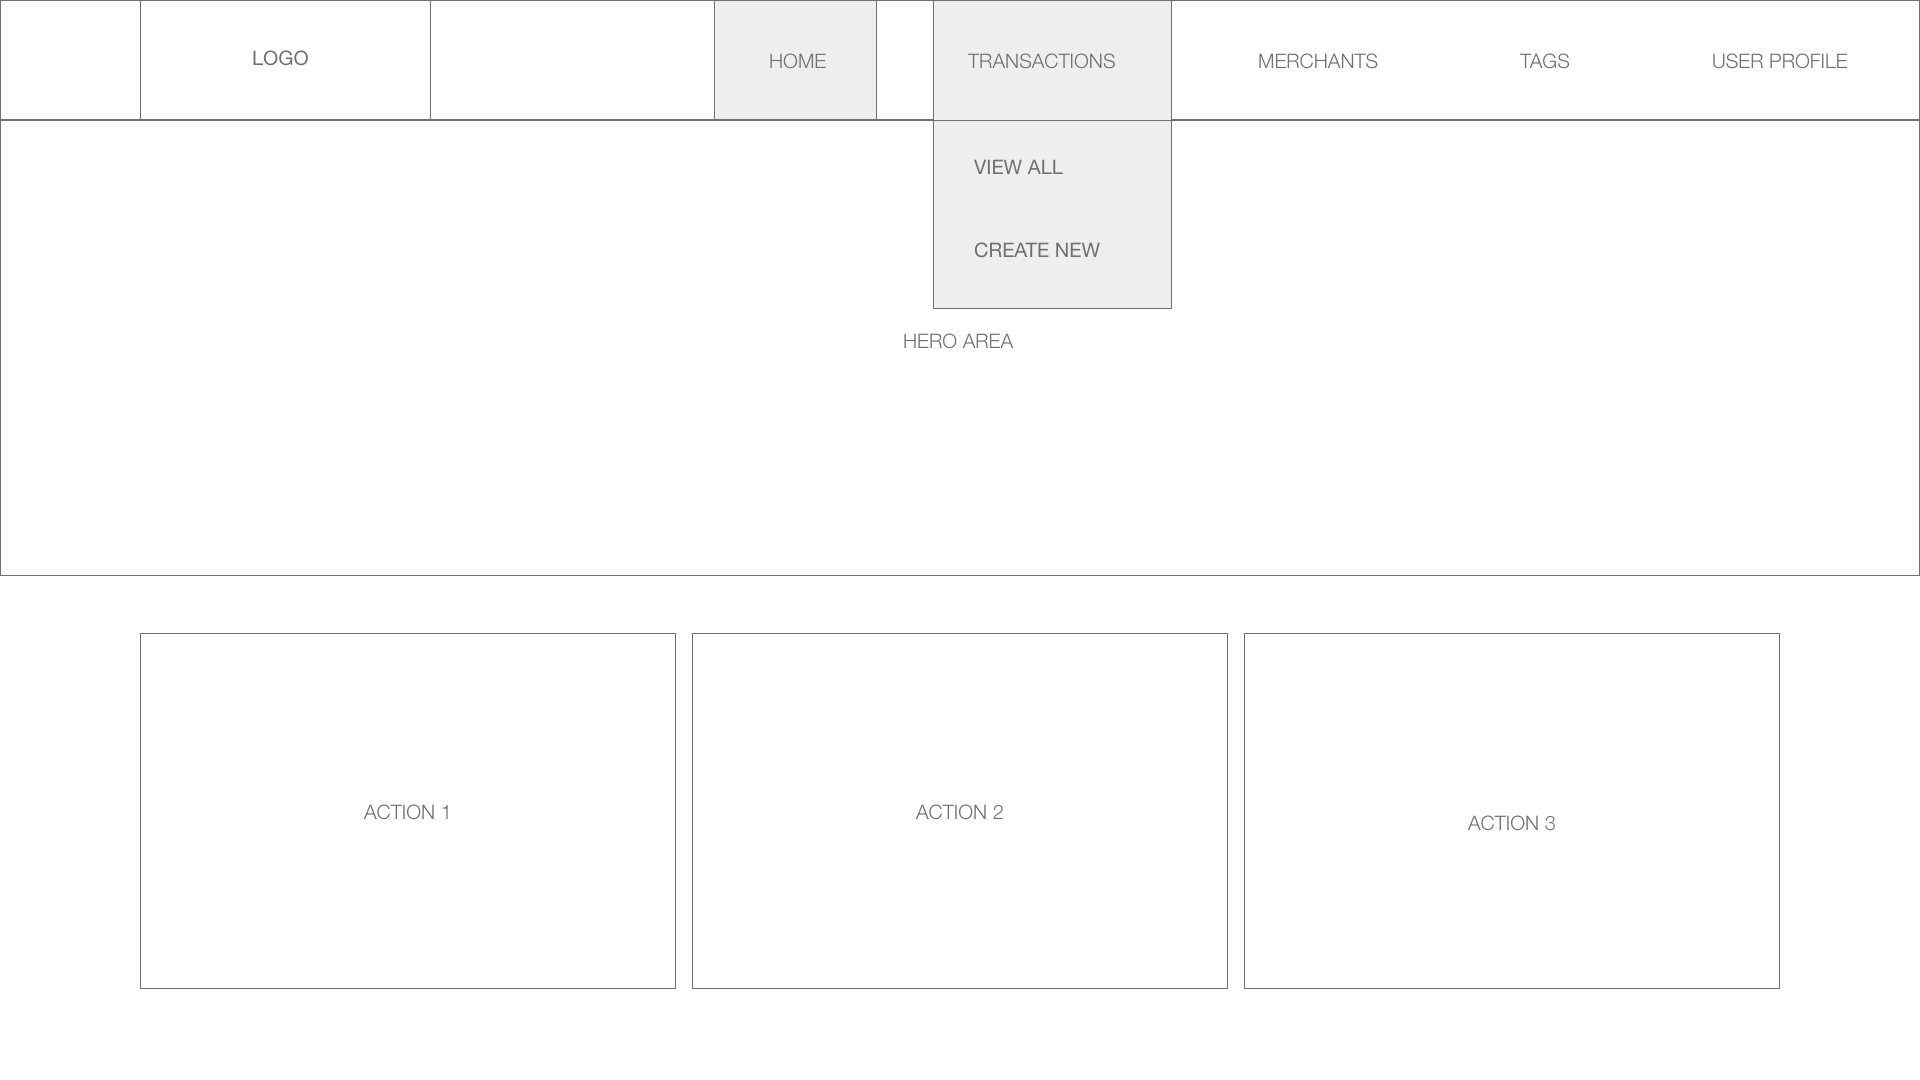 LOGO
HOME
TRANSACTIONS
MERCHANTS
TAGS
USER PROFILE
VIEW ALL
CREATE NEW
HERO AREA
ACTION 1
ACTION 2
ACTION 3